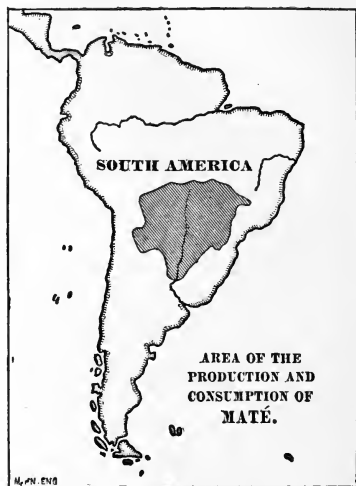 SOUTH AMERICA
AREA OF THE
PRODUCTION AND
CONSUMPTION OF
MATÉ.